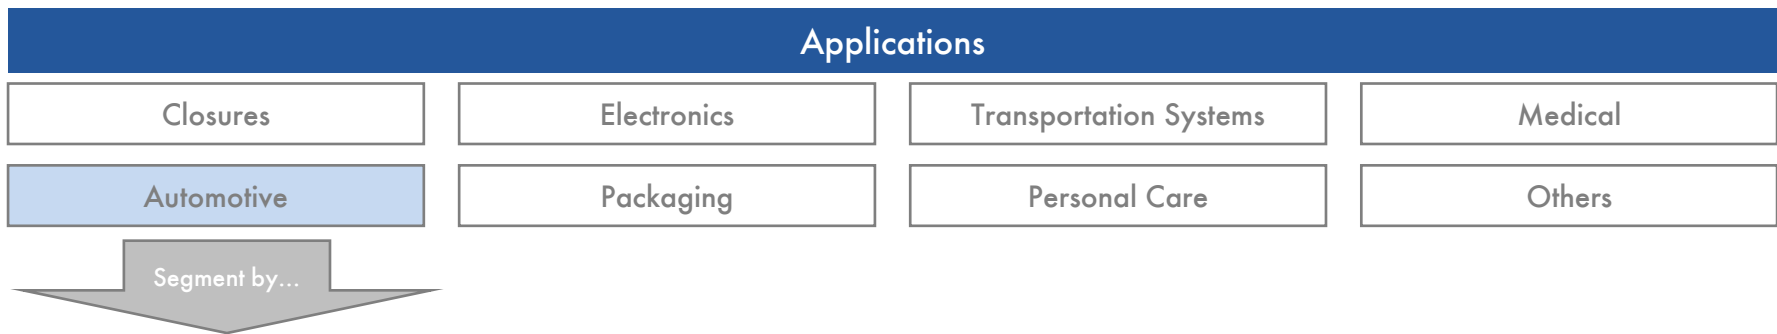 Applications
Closures
Electronics
Transportation Systems
Medical
Automotive
Packaging
Personal Care
Others
Segment by...